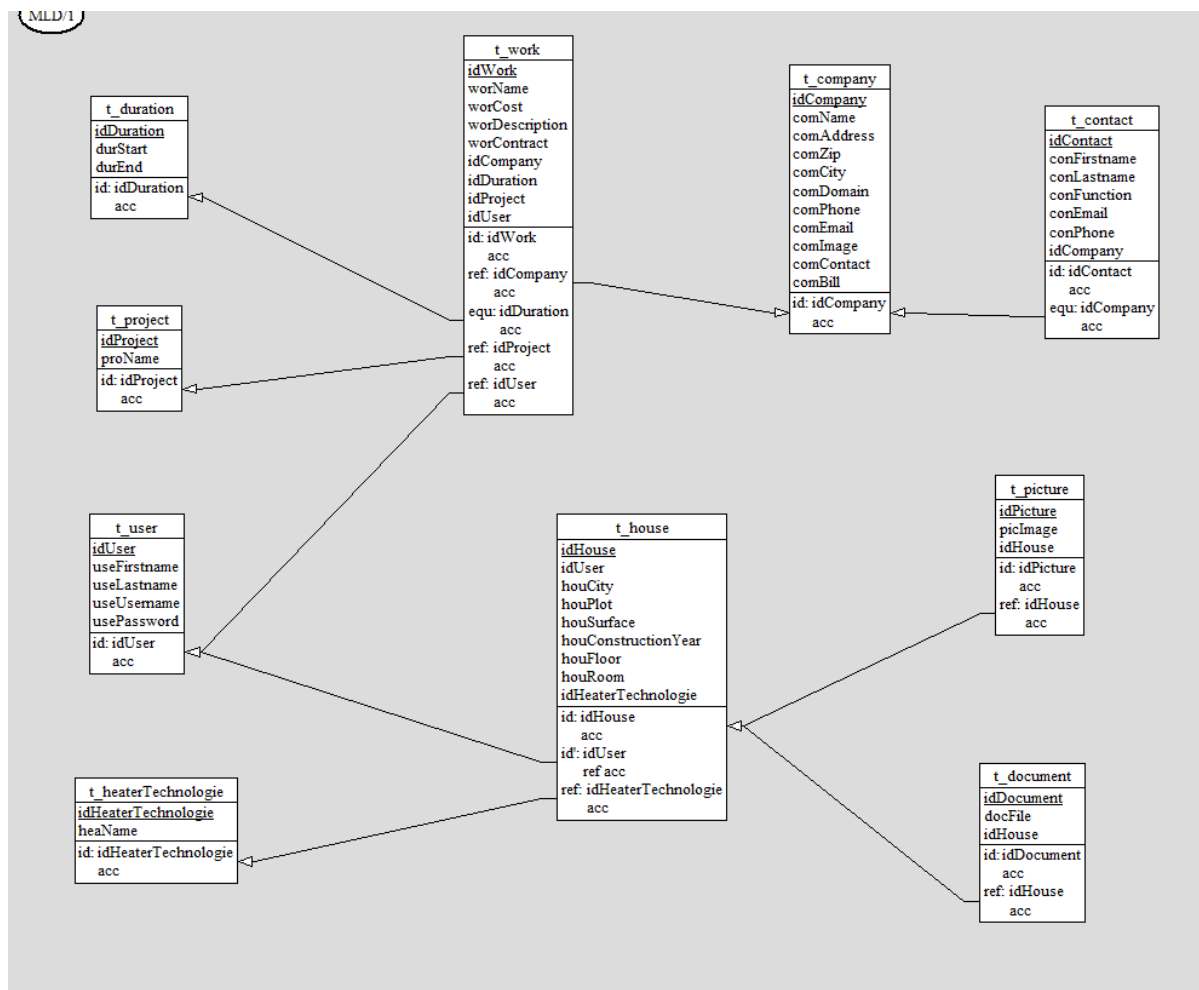 MLD/1
t_work
idWork
worName
worCost
worDescription
worContract
idCompany
idDuration
idProject
idUser
id: idWork
acc
ref: idCompany
acc
equ: idDuration
acc
ref: idProject
acc
ref: idUser
acc
t_company
idCompany
comName
comAddress
comZip
comCity
comDomain
comPhone
comEmail
comImage
comContact
comBill
id: idCompany
acc
t_duration
idDuration
durStart
durEnd
id: idDuration
acc
t_contact
idContact
conFirstname
conLastname
conFunction
conEmail
conPhone
idCompany
id: idContact
acc
equ: idCompany
acc
t_project
idProject
proName
id: idProject
acc
t_user
idUser
useFirstname
useLastname
useUsername
usePassword
id: idUser
acc
t_house
idHouse
idUser
houCity
houPlot
houSurface
houConstructionYear
houFloor
houRoom
idHeaterTechnologie
id: idHouse
acc
id': idUser
ref acc
ref: idHeaterTechnologie
acc
t_picture
idPicture
picImage
idHouse
id: idPicture
acc
ref: idHouse
acc
t_heaterTechnologie
idHeaterTechnologie
heaName
id: idHeaterTechnologie
acc
t_document
idDocument
docFile
idHouse
id: idDocument
acc
ref: idHouse
acc